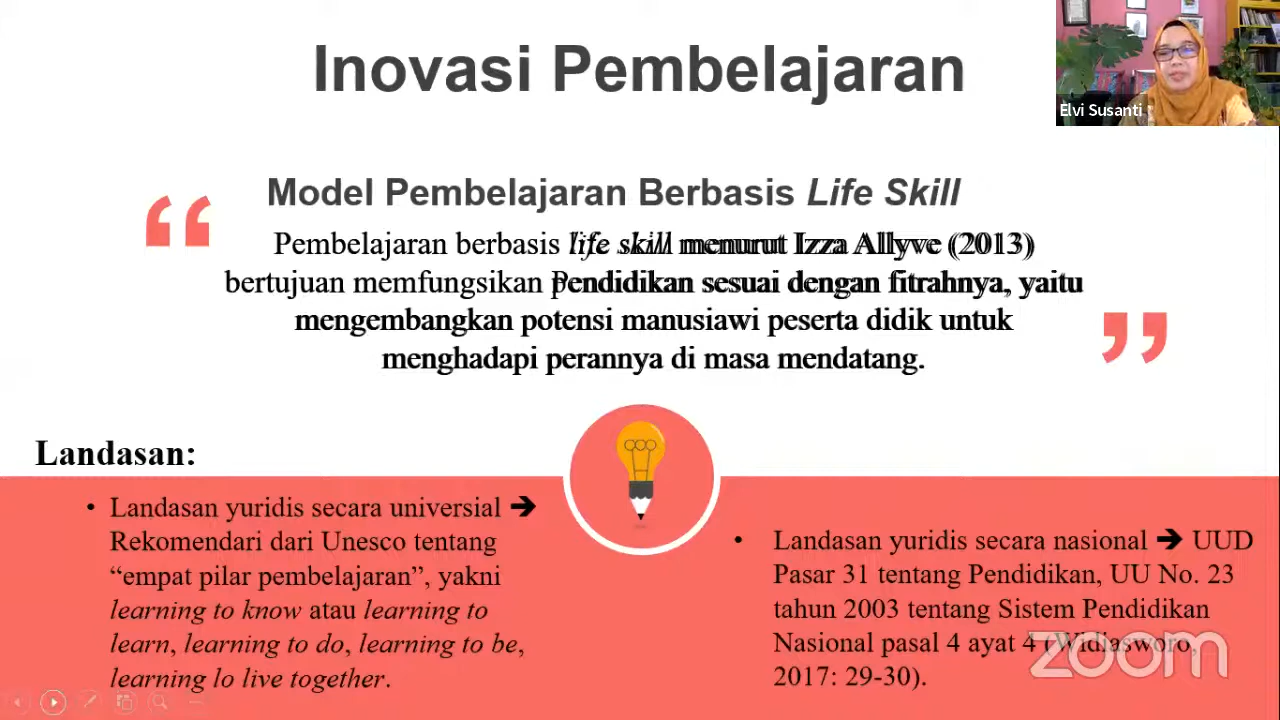 Inovasi Pembelajaran
Elvi Susanti
Model Pembelajaran Berbasis Life Skill
“
Pembelajaran berbasis life skill menurut Izza Allyve (2013)
bertujuan memfungsikan Pendidikan sesuai dengan fitrahnya, yaitu
mengembangkan potensi manusiawi peserta didik untuk
menghadapi perannya di masa mendatang.
”
Landasan:
• Landasan yuridis secara universial ➔
Rekomendari dari Unesco tentang
“empat pilar pembelajaran”, yakni
learning to know atau learning to
learn, learning to do, learning to be,
learning lo live together.
• Landasan yuridis secara nasional ➔ UUD
Pasar 31 tentang Pendidikan, UU No. 23
tahun 2003 tentang Sistem Pendidikan
Nasional pasal 4 ayat 4 (Widiasworo,
2017: 29-30).
zoom